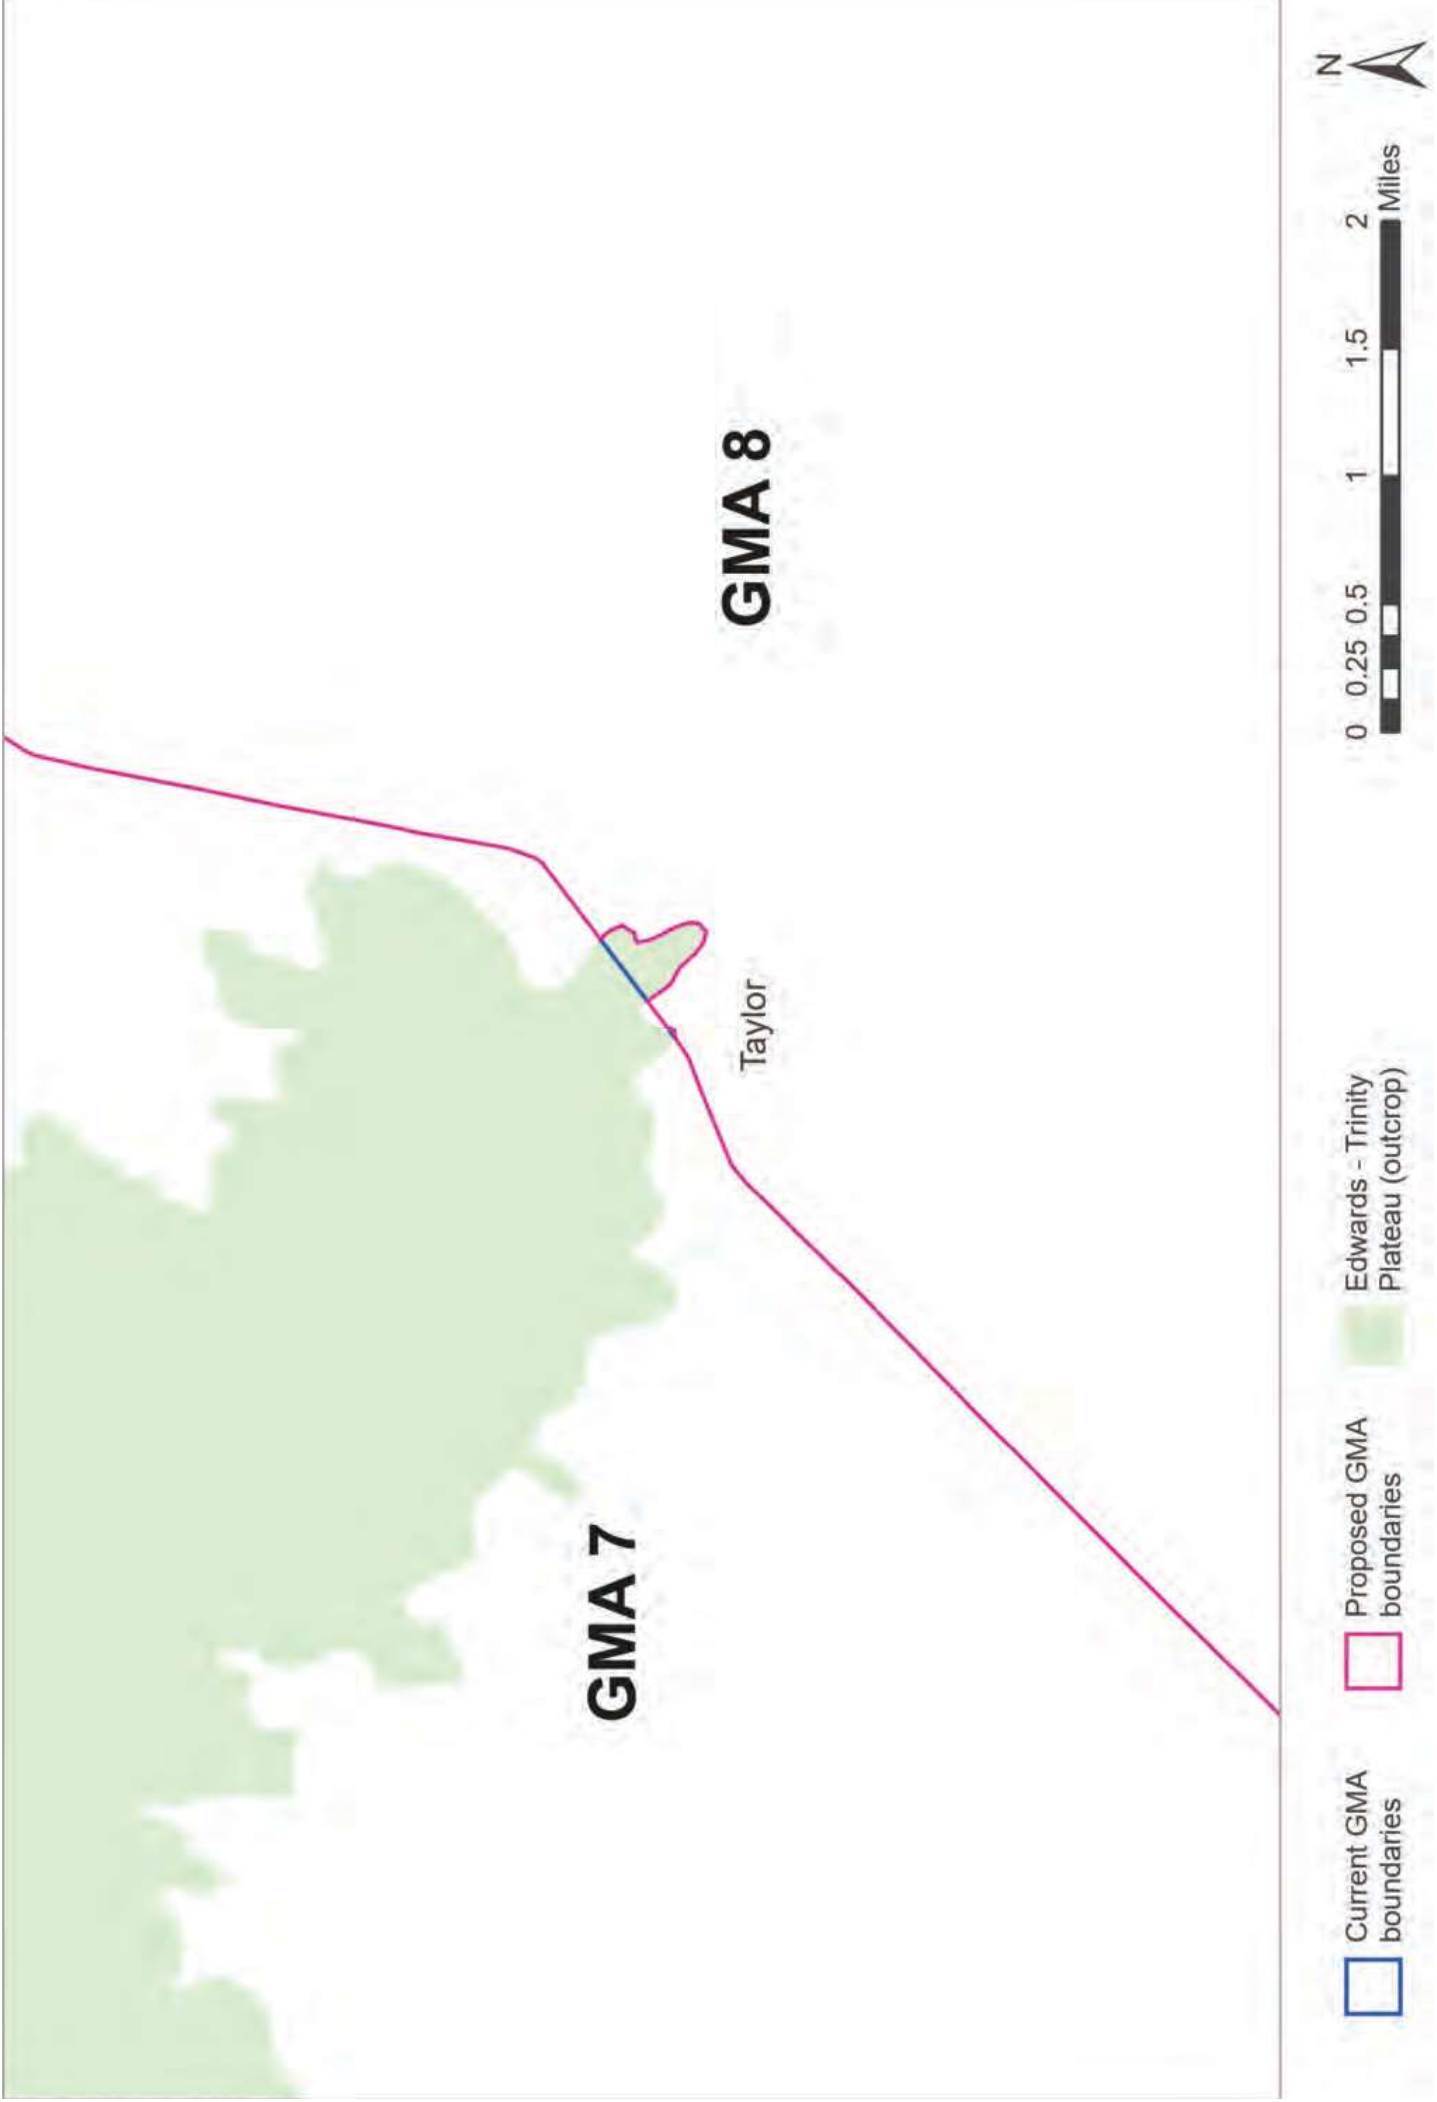 GMA 7
GMA 8
Taylor
Current GMA
boundaries
Proposed GMA
boundaries
Edwards - Trinity
Plateau (outcrop)
0 0.25 0.5 1 1.5 2
Miles
N